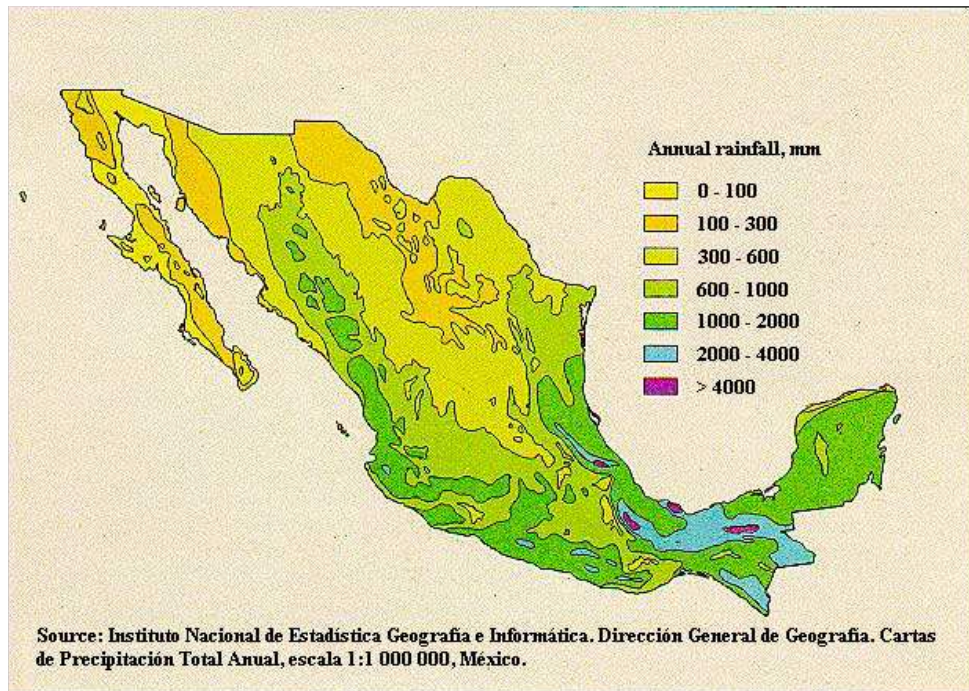 Annual rainfall, mm
0 - 100
100 - 300
300 - 600
600 - 1000
1000 - 2000
2000 - 4000
> 4000
Source: Instituto Nacional de Estadística Geografía e Informática. Dirección General de Geografía. Cartas
de Precipitación Total Anual, escala 1:1 000 000, México.